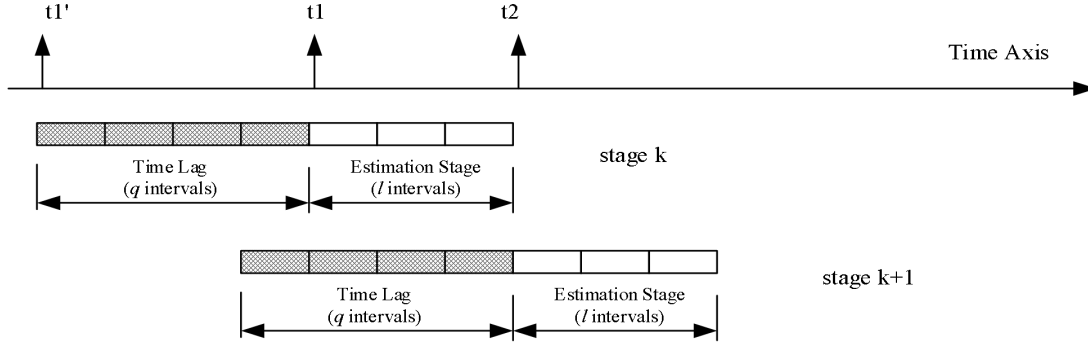 t1' t1 t2
Time Axis
stage k
Time Lag
(q intervals)
Estimation Stage
(l intervals)
stage k+1
Time Lag
(q intervals)
Estimation Stage
(l intervals)